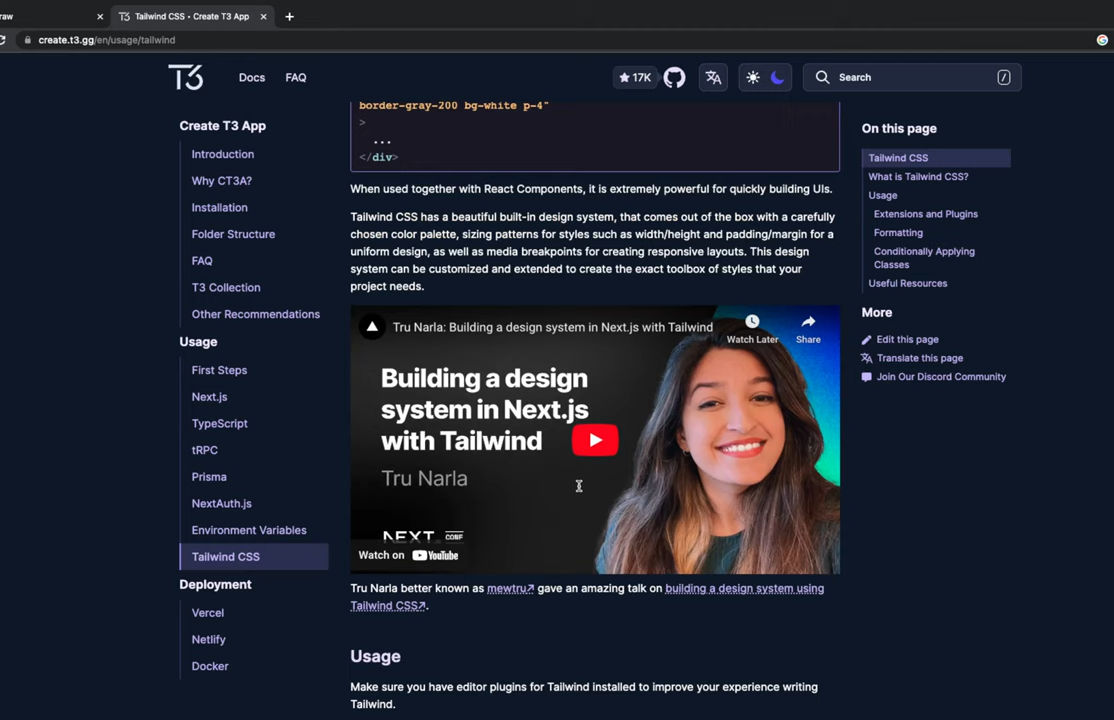 raw
Tailwind CSS • Create T3 App
create.t3.gg/en/usage/tailwind
T3
Docs
FAQ
17K
Search
/
Create T3 App
Introduction
Why CT3A?
Installation
Folder Structure
FAQ
T3 Collection
Other Recommendations
Usage
First Steps
Next.js
TypeScript
tRPC
Prisma
NextAuth.js
Environment Variables
Tailwind CSS
Deployment
Vercel
Netlify
Docker
border-gray-200 bg-white p-4"
>
...
</div>
When used together with React Components, it is extremely powerful for quickly building UIs.
Tailwind CSS has a beautiful built-in design system, that comes out of the box with a carefully
chosen color palette, sizing patterns for styles such as width/height and padding/margin for a
uniform design, as well as media breakpoints for creating responsive layouts. This design
system can be customized and extended to create the exact toolbox of styles that your
project needs.
Tru Narla: Building a design system in Next.js with Tailwind
Watch Later
Share
Building a design
system in Next.js
with Tailwind
Tru Narla
NEXT CONF
Watch on YouTube
Tru Narla better known as mewtru↗ gave an amazing talk on building a design system using
Tailwind CSS↗.
Usage
Make sure you have editor plugins for Tailwind installed to improve your experience writing
Tailwind.
On this page
Tailwind CSS
What is Tailwind CSS?
Usage
Extensions and Plugins
Formatting
Conditionally Applying
Classes
Useful Resources
More
Edit this page
Translate this page
Join Our Discord Community